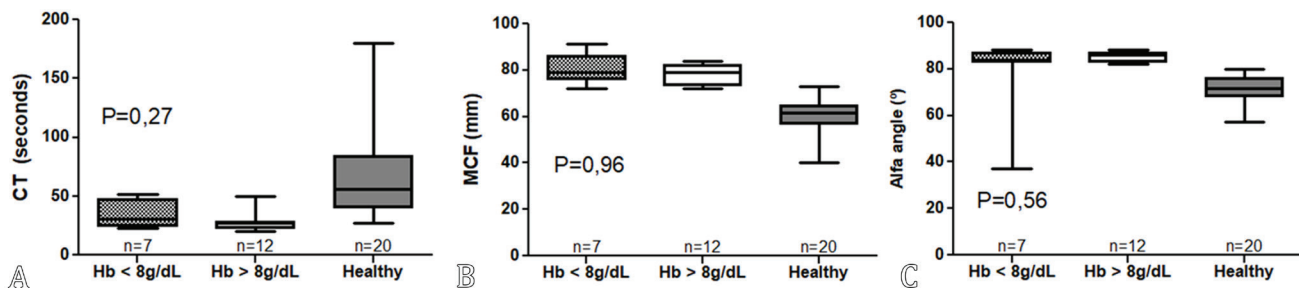 A
CT (seconds)
200
150
100
50
0
P=0,27
n=7
n=12
n=20
Hb < 8g/dL
Hb > 8g/dL
Healthy
B
MCF (mm)
100
80
60
40
20
0
P=0,96
n=7
n=12
n=20
Hb < 8g/dL
Hb > 8g/dL
Healthy
C
Alfa angle (º)
100
80
60
40
20
0
P=0,56
n=7
n=12
n=20
Hb < 8g/dL
Hb > 8g/dL
Healthy